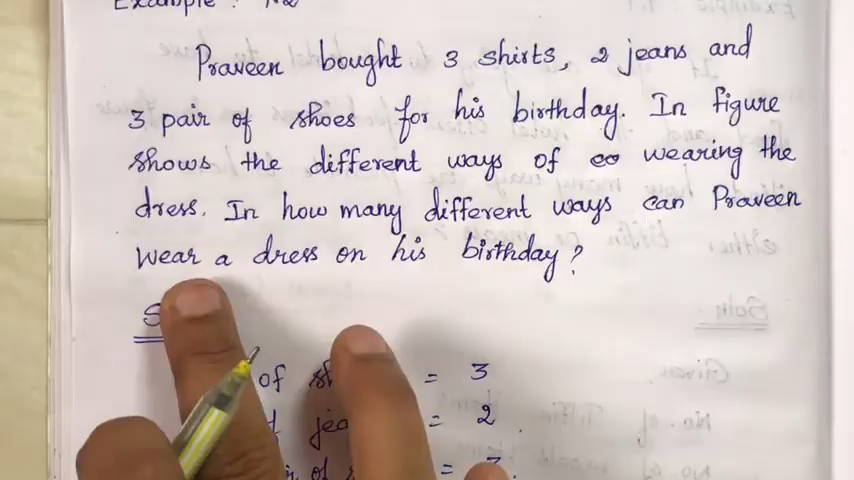 Praveen bought 3 shirts, 2 jeans and
3 pair of shoes for his birthday. In figure
shows the different ways of wearing the
dress. In how many different ways can Praveen
wear a dress on his birthday?
of = 3
= 2
of =